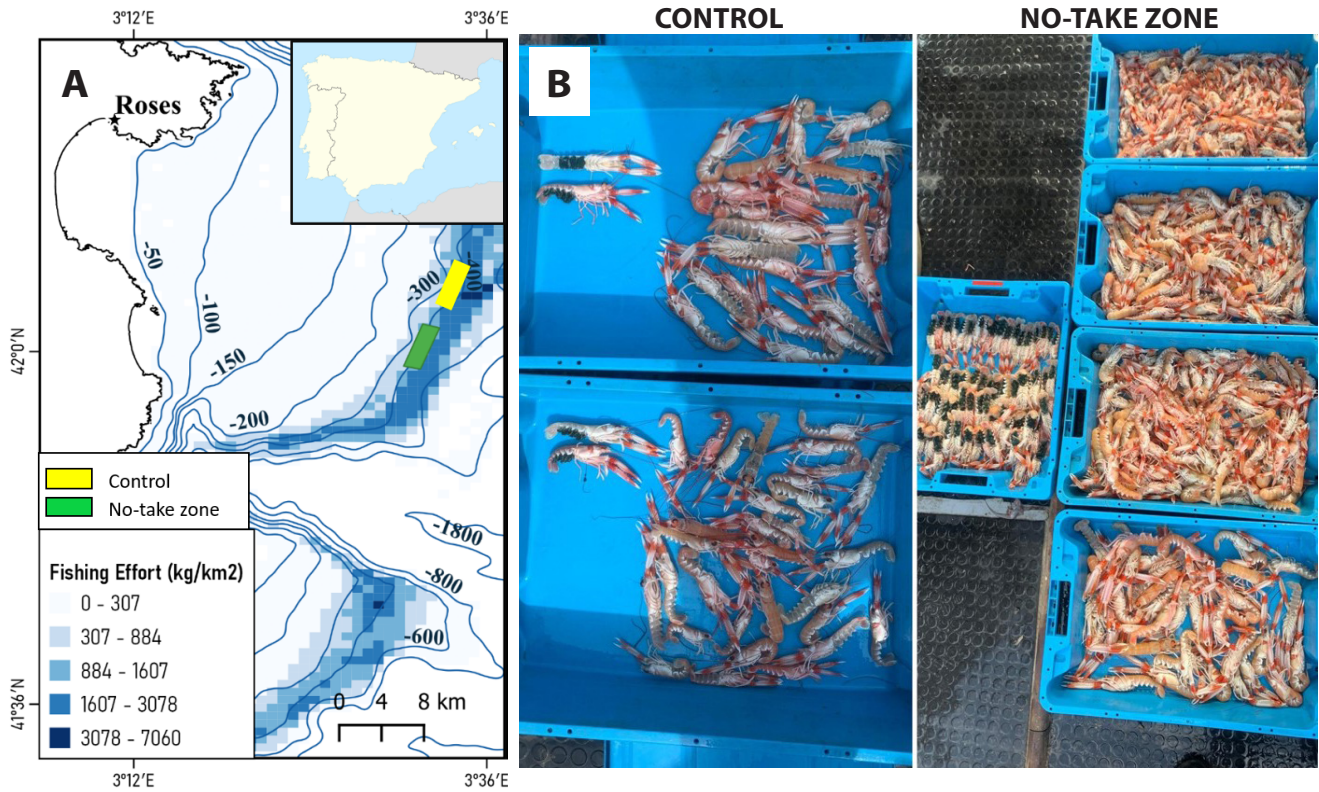 CONTROL
NO-TAKE ZONE
3°12'E
3°36'E
A
B
Roses
-50
-100
-150
-200
-300
-400
42°0'N
Control
No-take zone
-1800
-800
-600
Fishing Effort (kg/km2)
0 - 307
307 - 884
884 - 1607
1607 - 3078
3078 - 7060
0 4 8 km
41°36'N
3°12'E
3°36'E